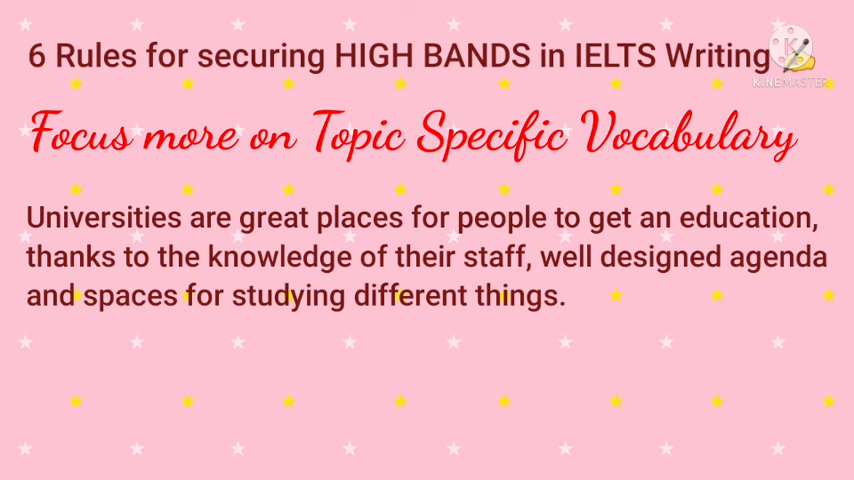 6 Rules for securing HIGH BANDS in IELTS Writing
KINEMASTER
Focus more on Topic Specific Vocabulary
Universities are great places for people to get an education,
thanks to the knowledge of their staff, well designed agenda
and spaces for studying different things.